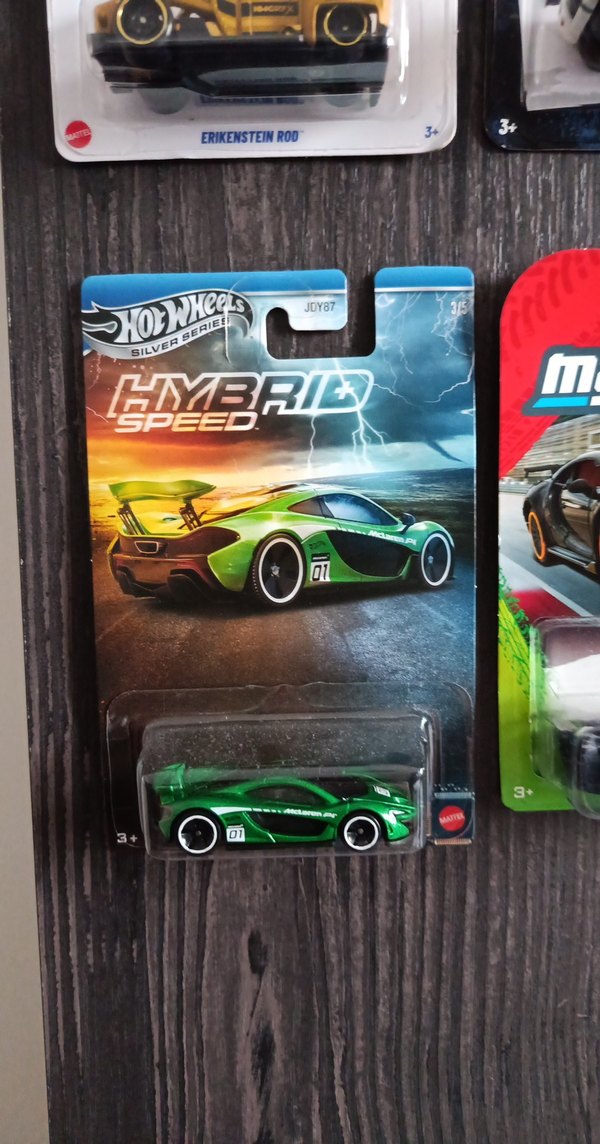 MATTEL
ERIKENSTEIN ROD
3+
3+
HOT WHEELS
SILVER SERIES
JDY87
3/5
HYBRID
SPEED
McLaren P1
01
McLaren P1
01
3+
MATTEL
3+